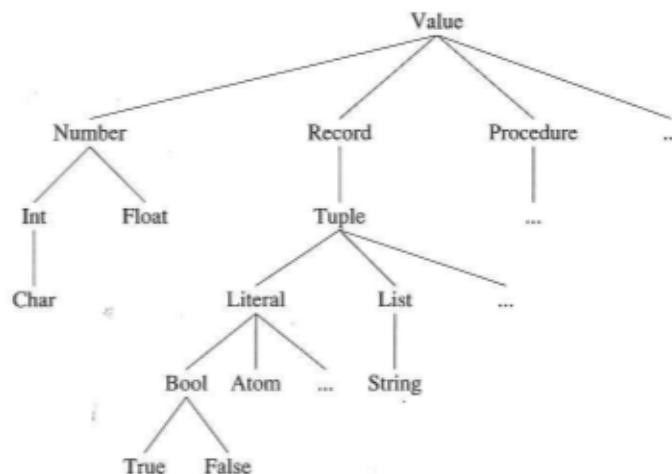 Value
Number Record Procedure ...
Int Float Tuple ...
Char Literal List ...
Bool Atom ... String
True False